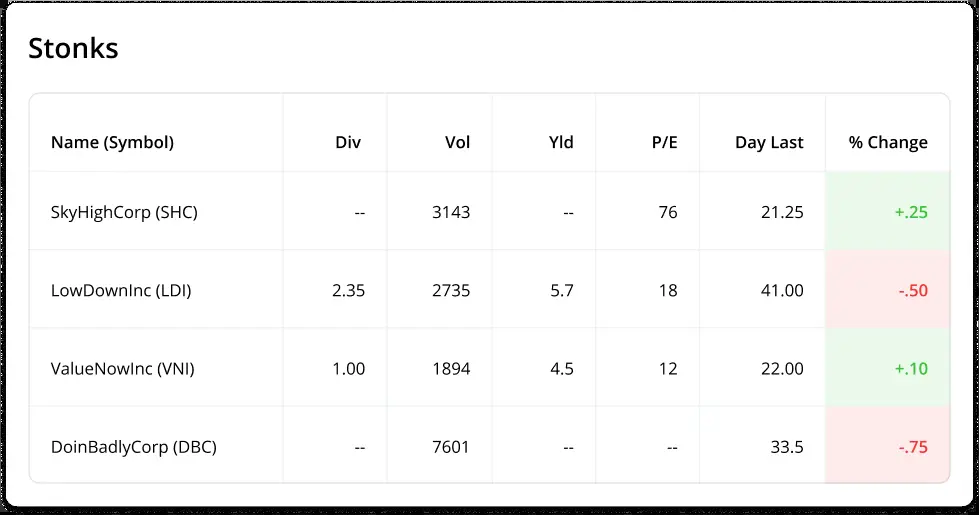 Stonks
Name (Symbol) Div Vol Yld P/E Day Last % Change
SkyHighCorp (SHC) -- 3143 -- 76 21.25 +.25
LowDownInc (LDI) 2.35 2735 5.7 18 41.00 -.50
ValueNowInc (VNI) 1.00 1894 4.5 12 22.00 +.10
DoinBadlyCorp (DBC) -- 7601 -- -- 33.5 -.75